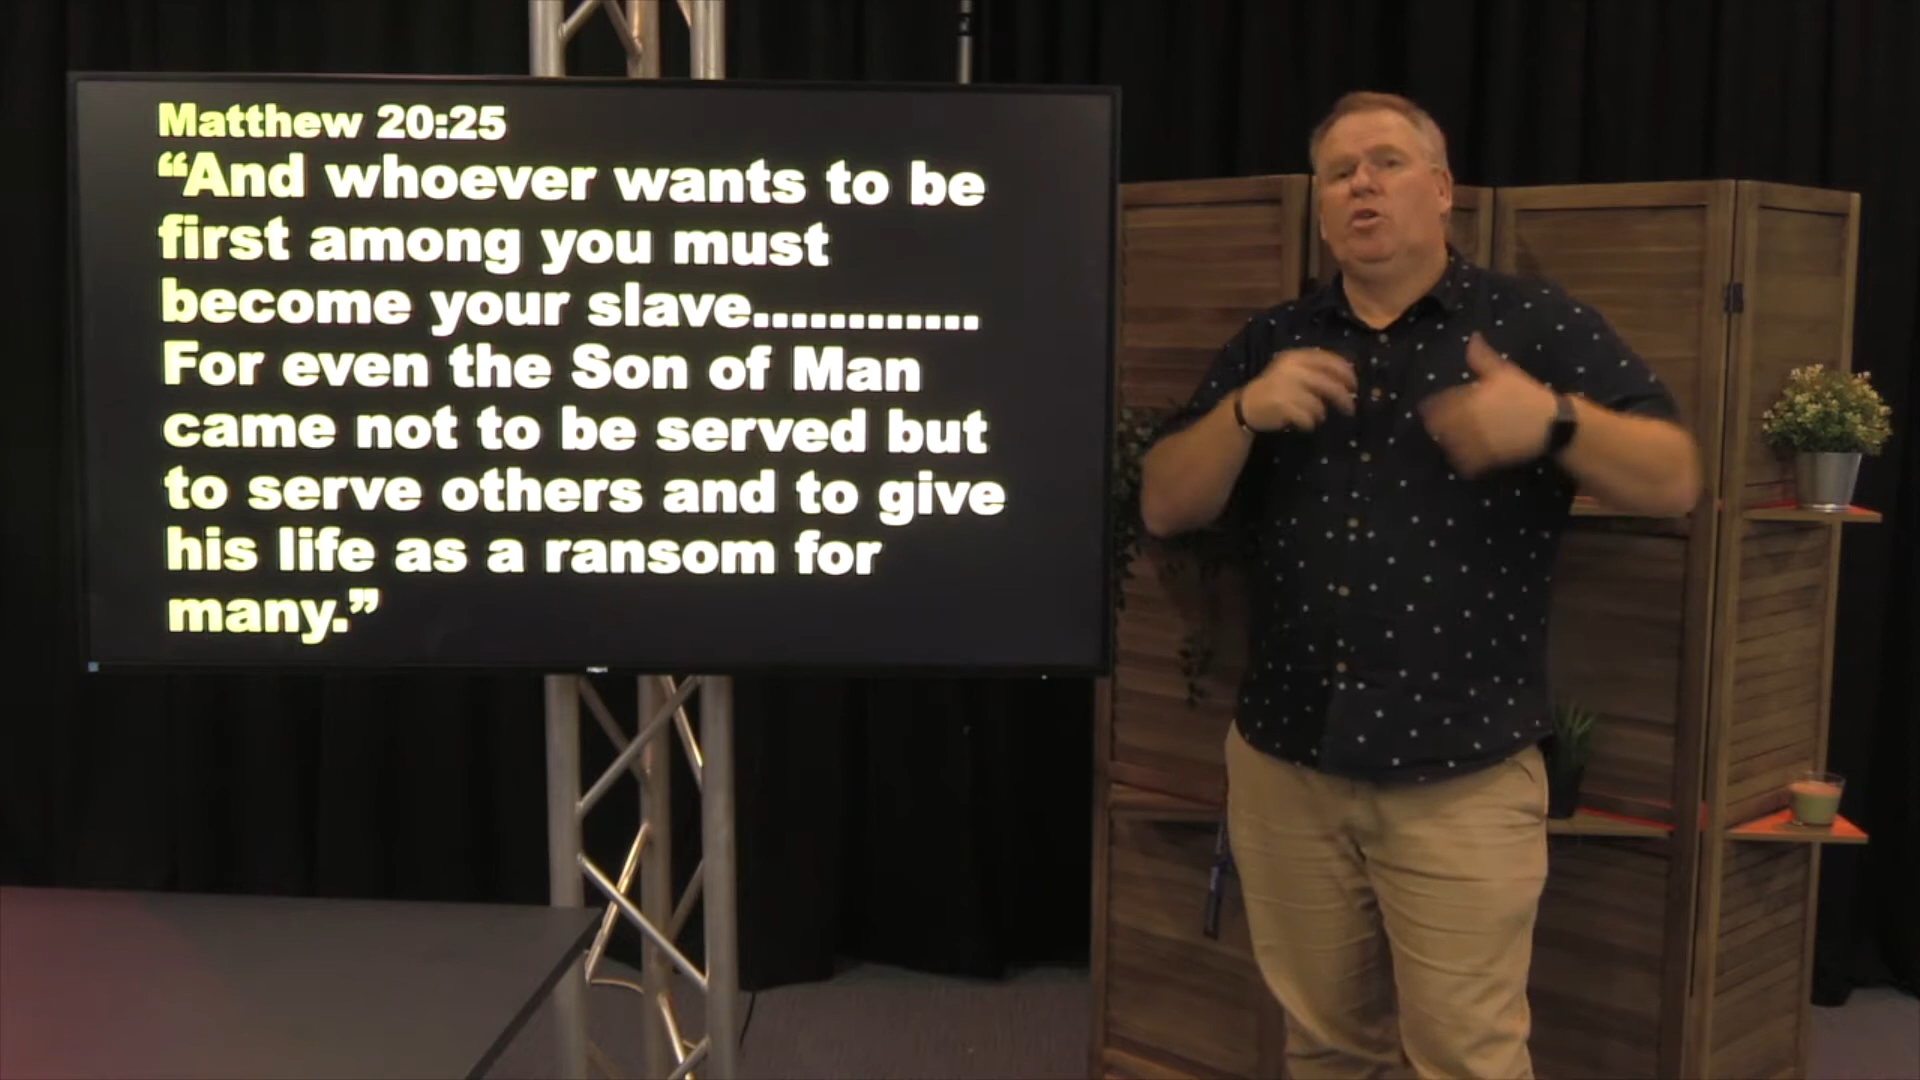 Matthew 20:25
“And whoever wants to be
first among you must
become your slave............
For even the Son of Man
came not to be served but
to serve others and to give
his life as a ransom for
many.”